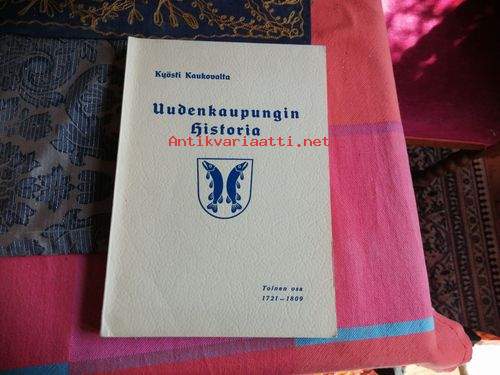 Kyösti Kaukovalta
Uudenkaupungin
Historia
Antikvariaatti.net
Toinen osa
1721—1809